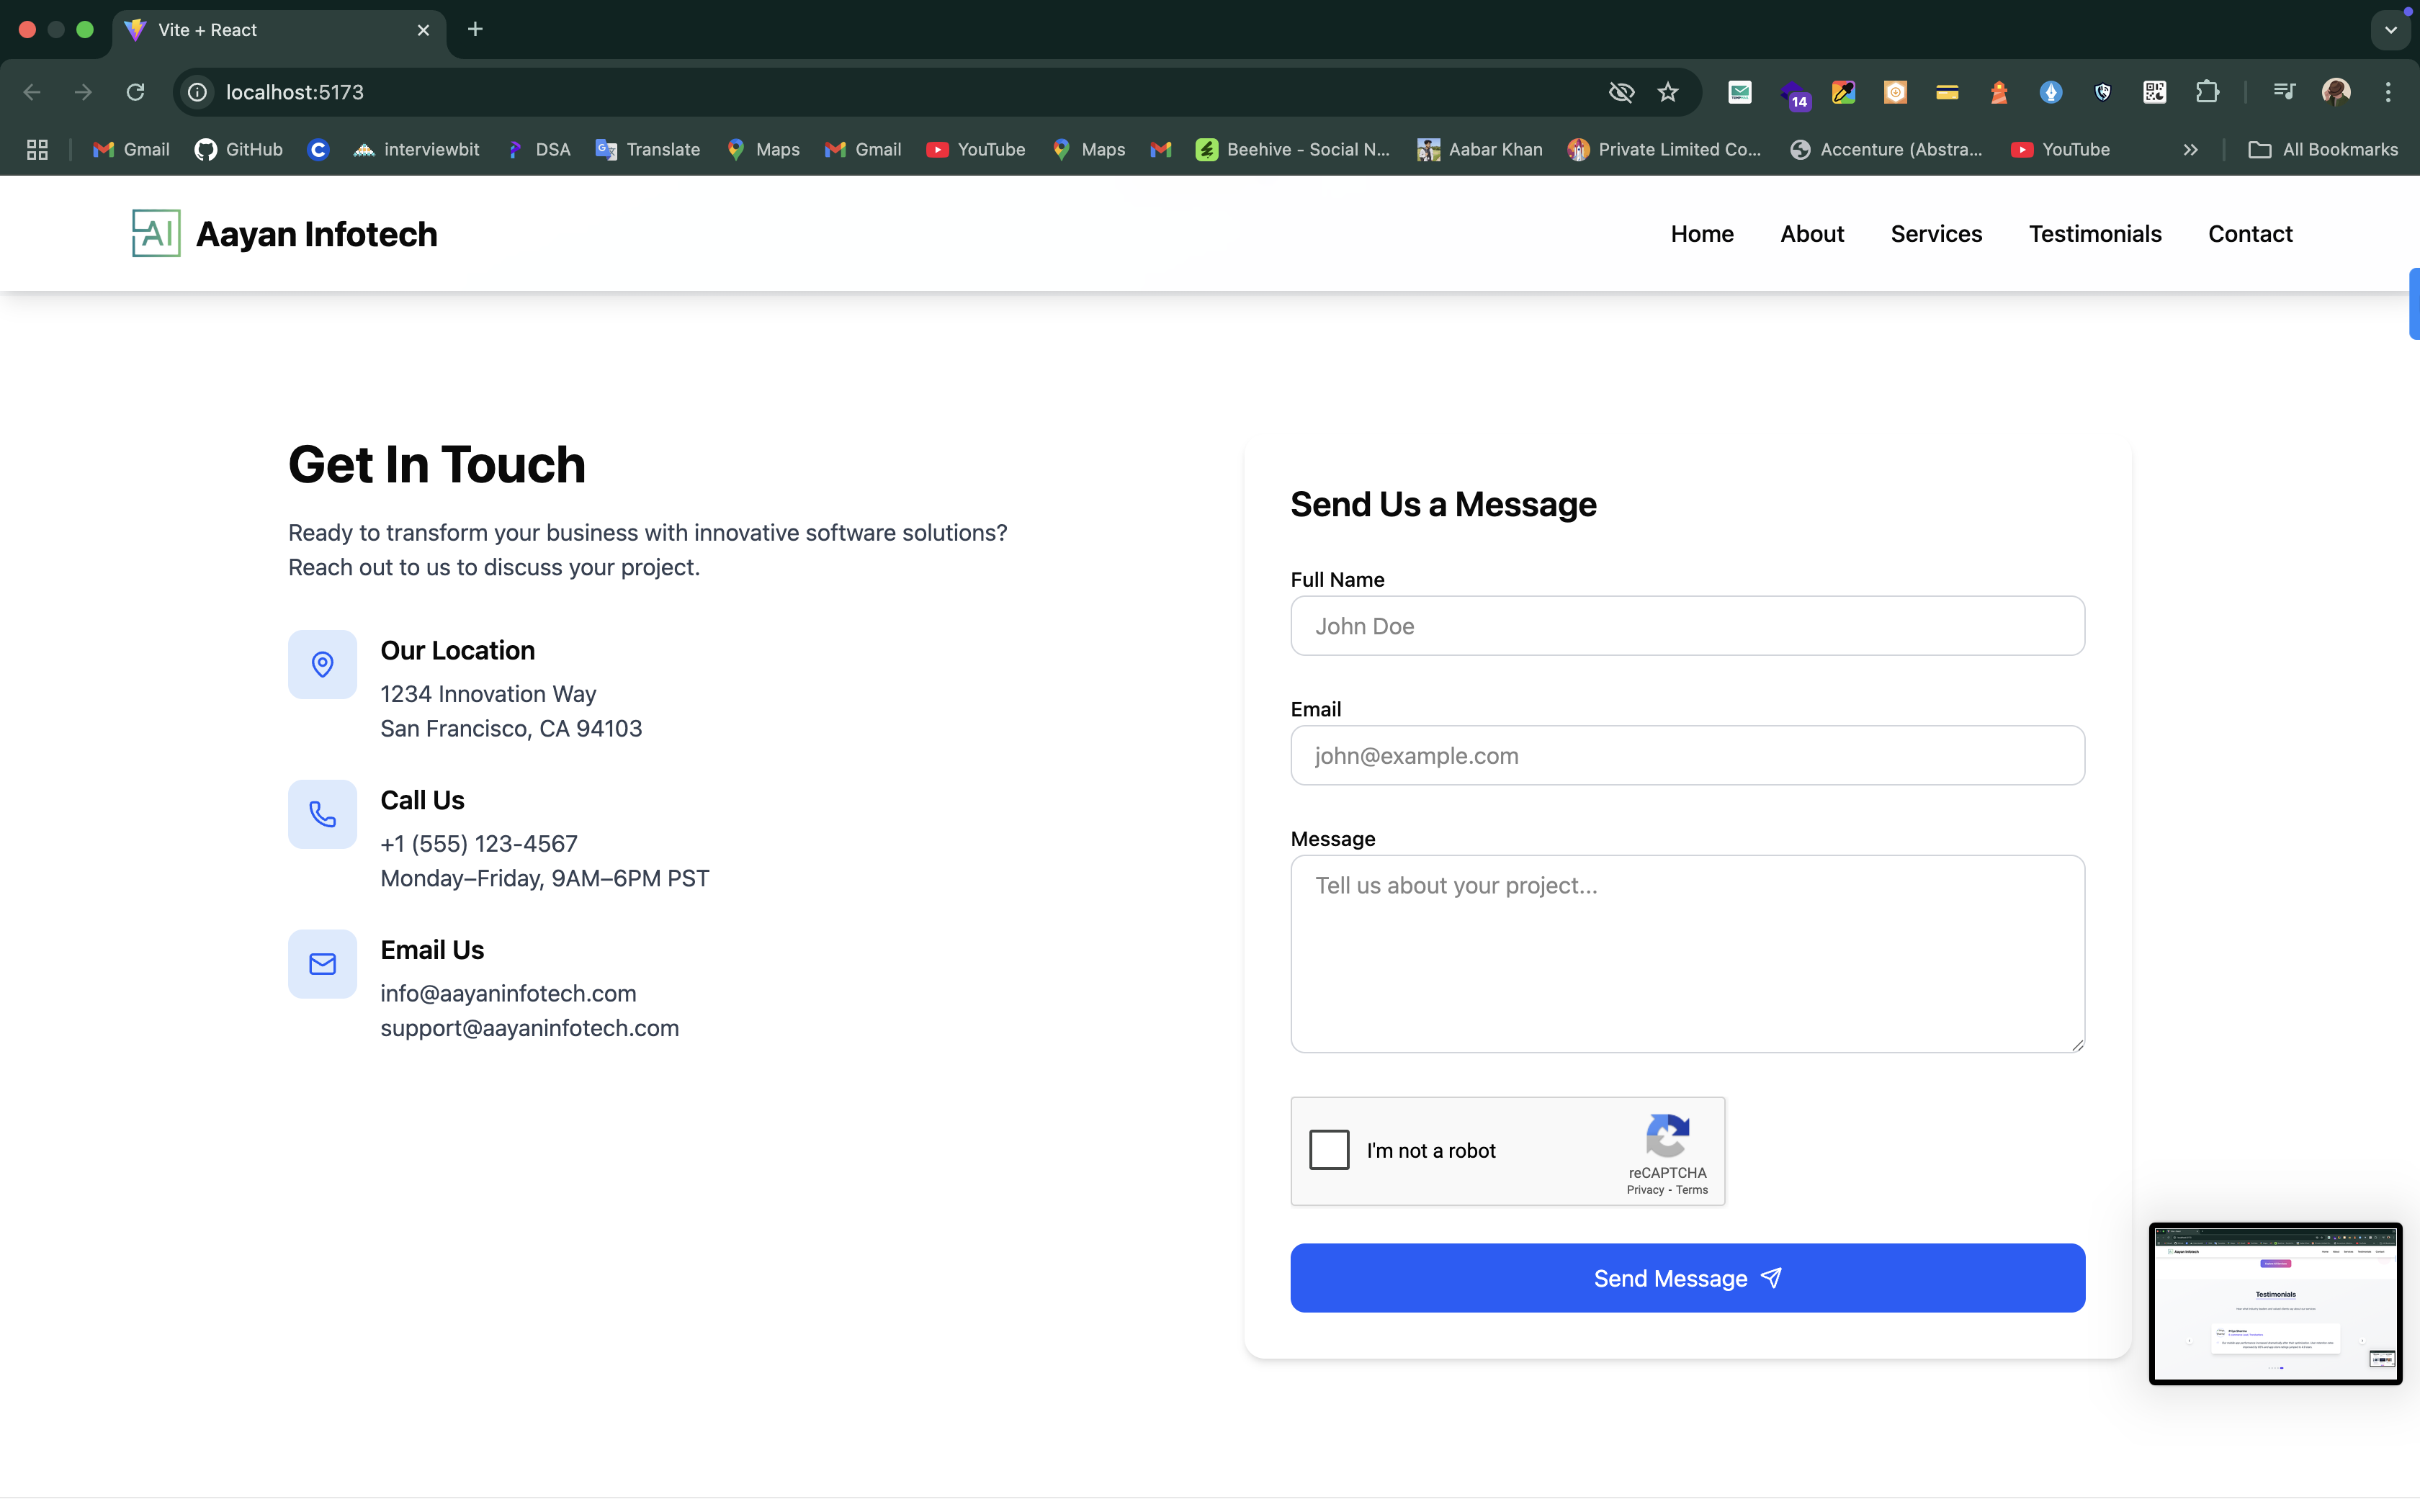 Vite + React
localhost:5173
14
Gmail
GitHub
interviewbit
DSA
Translate
Maps
Gmail
YouTube
Maps
Beehive - Social N...
Aabar Khan
Private Limited Co...
Accenture (Abstra...
YouTube
All Bookmarks
AI Aayan Infotech
Home
About
Services
Testimonials
Contact
Get In Touch
Ready to transform your business with innovative software solutions?
Reach out to us to discuss your project.
Our Location
1234 Innovation Way
San Francisco, CA 94103
Call Us
+1 (555) 123-4567
Monday–Friday, 9AM–6PM PST
Email Us
info@aayaninfotech.com
support@aayaninfotech.com
Send Us a Message
Full Name
John Doe
Email
john@example.com
Message
Tell us about your project...
I'm not a robot
reCAPTCHA
Privacy - Terms
Send Message
Aayan Infotech
Testimonials